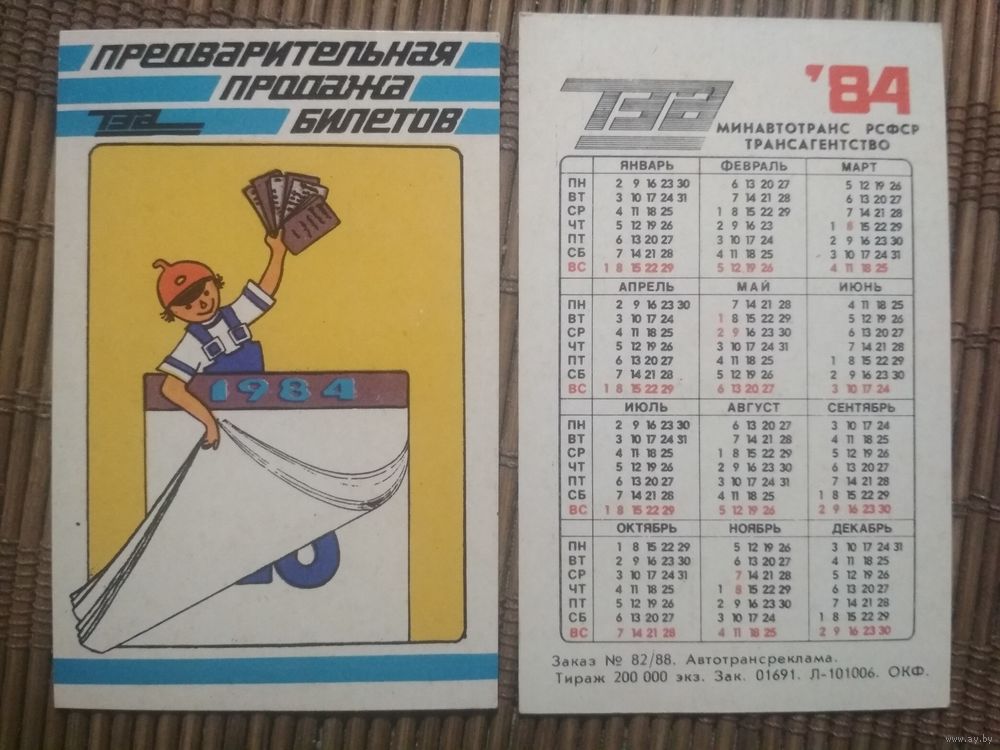 ПРЕДВАРИТЕЛЬНАЯ
ПРОДАЖА
ТЭА БИЛЕТОВ
1984
ТЭА '84
МИНАВТОТРАНС РСФСР
ТРАНСАГЕНТСТВО
ЯНВАРЬ ФЕВРАЛЬ МАРТ
ПН 2 9 16 23 30 6 13 20 27 5 12 19 26
ВТ 3 10 17 24 31 7 14 21 28 6 13 20 27
СР 4 11 18 25 1 8 15 22 29 7 14 21 28
ЧТ 5 12 19 26 2 9 16 23 1 8 15 22 29
ПТ 6 13 20 27 3 10 17 24 2 9 16 23 30
СБ 7 14 21 28 4 11 18 25 3 10 17 24 31
ВС 1 8 15 22 29 5 12 19 26 4 11 18 25
АПРЕЛЬ МАЙ ИЮНЬ
ПН 2 9 16 23 30 7 14 21 28 4 11 18 25
ВТ 3 10 17 24 1 8 15 22 29 5 12 19 26
СР 4 11 18 25 2 9 16 23 30 6 13 20 27
ЧТ 5 12 19 26 3 10 17 24 31 7 14 21 28
ПТ 6 13 20 27 4 11 18 25 1 8 15 22 29
СБ 7 14 21 28 5 12 19 26 2 9 16 23 30
ВС 1 8 15 22 29 6 13 20 27 3 10 17 24
ИЮЛЬ АВГУСТ СЕНТЯБРЬ
ПН 2 9 16 23 30 6 13 20 27 3 10 17 24
ВТ 3 10 17 24 31 7 14 21 28 4 11 18 25
СР 4 11 18 25 1 8 15 22 29 5 12 19 26
ЧТ 5 12 19 26 2 9 16 23 30 6 13 20 27
ПТ 6 13 20 27 3 10 17 24 31 7 14 21 28
СБ 7 14 21 28 4 11 18 25 1 8 15 22 29
ВС 1 8 15 22 29 5 12 19 26 2 9 16 23 30
ОКТЯБРЬ НОЯБРЬ ДЕКАБРЬ
ПН 1 8 15 22 29 5 12 19 26 3 10 17 24 31
ВТ 2 9 16 23 30 6 13 20 27 4 11 18 25
СР 3 10 17 24 31 7 14 21 28 5 12 19 26
ЧТ 4 11 18 25 1 8 15 22 29 6 13 20 27
ПТ 5 12 19 26 2 9 16 23 30 7 14 21 28
СБ 6 13 20 27 3 10 17 24 1 8 15 22 29
ВС 7 14 21 28 4 11 18 25 2 9 16 23 30
Заказ № 82/88. Автотрансреклама.
Тираж 200 000 экз. Зак. 01691. Л-101006. ОКФ.
www.ay.by